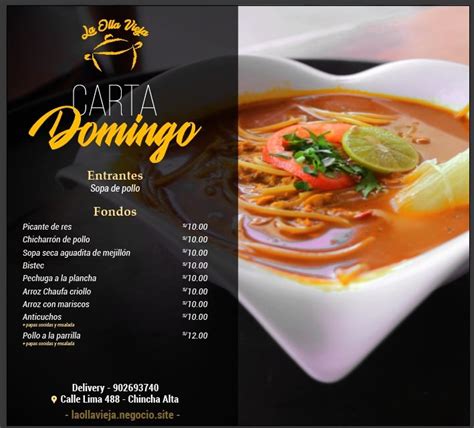 La Olla Vieja
CARTA
Domingo
Entrantes
Sopa de pollo
Fondos
Picante de res S/10.00
Chicharrón de pollo S/10.00
Sopa seca aguadita de mejillón S/10.00
Bistec S/10.00
Pechuga a la plancha S/10.00
Arroz Chaufa criollo S/10.00
Arroz con mariscos S/10.00
Anticuchos S/10.00
+ papas cocidas y ensalada
Pollo a la parrilla S/12.00
+ papas cocidas y ensalada
Delivery - 902693740
Calle Lima 488 - Chincha Alta
- laollavieja.negocio.site -